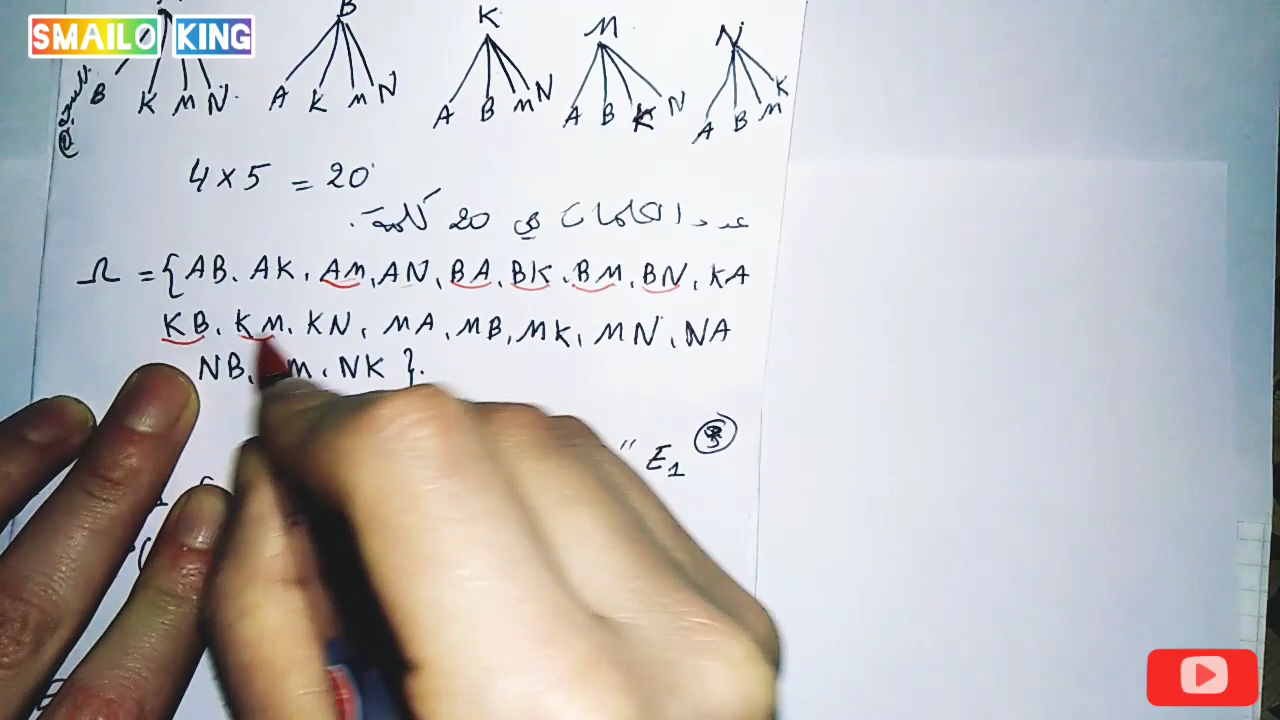 SMAILO KING
B
K
M
N
A B K M N
B K M N A K M N A B M N A B K N A B M K
4 × 5 = 20
عدد الكلمات هي 20 كلمة.
Ω = { AB, AK, AM, AN, BA, BK, BM, BN, KA
KB, KM, KN, MA, MB, MK, MN, NA
NB, M, NK }.
" E1